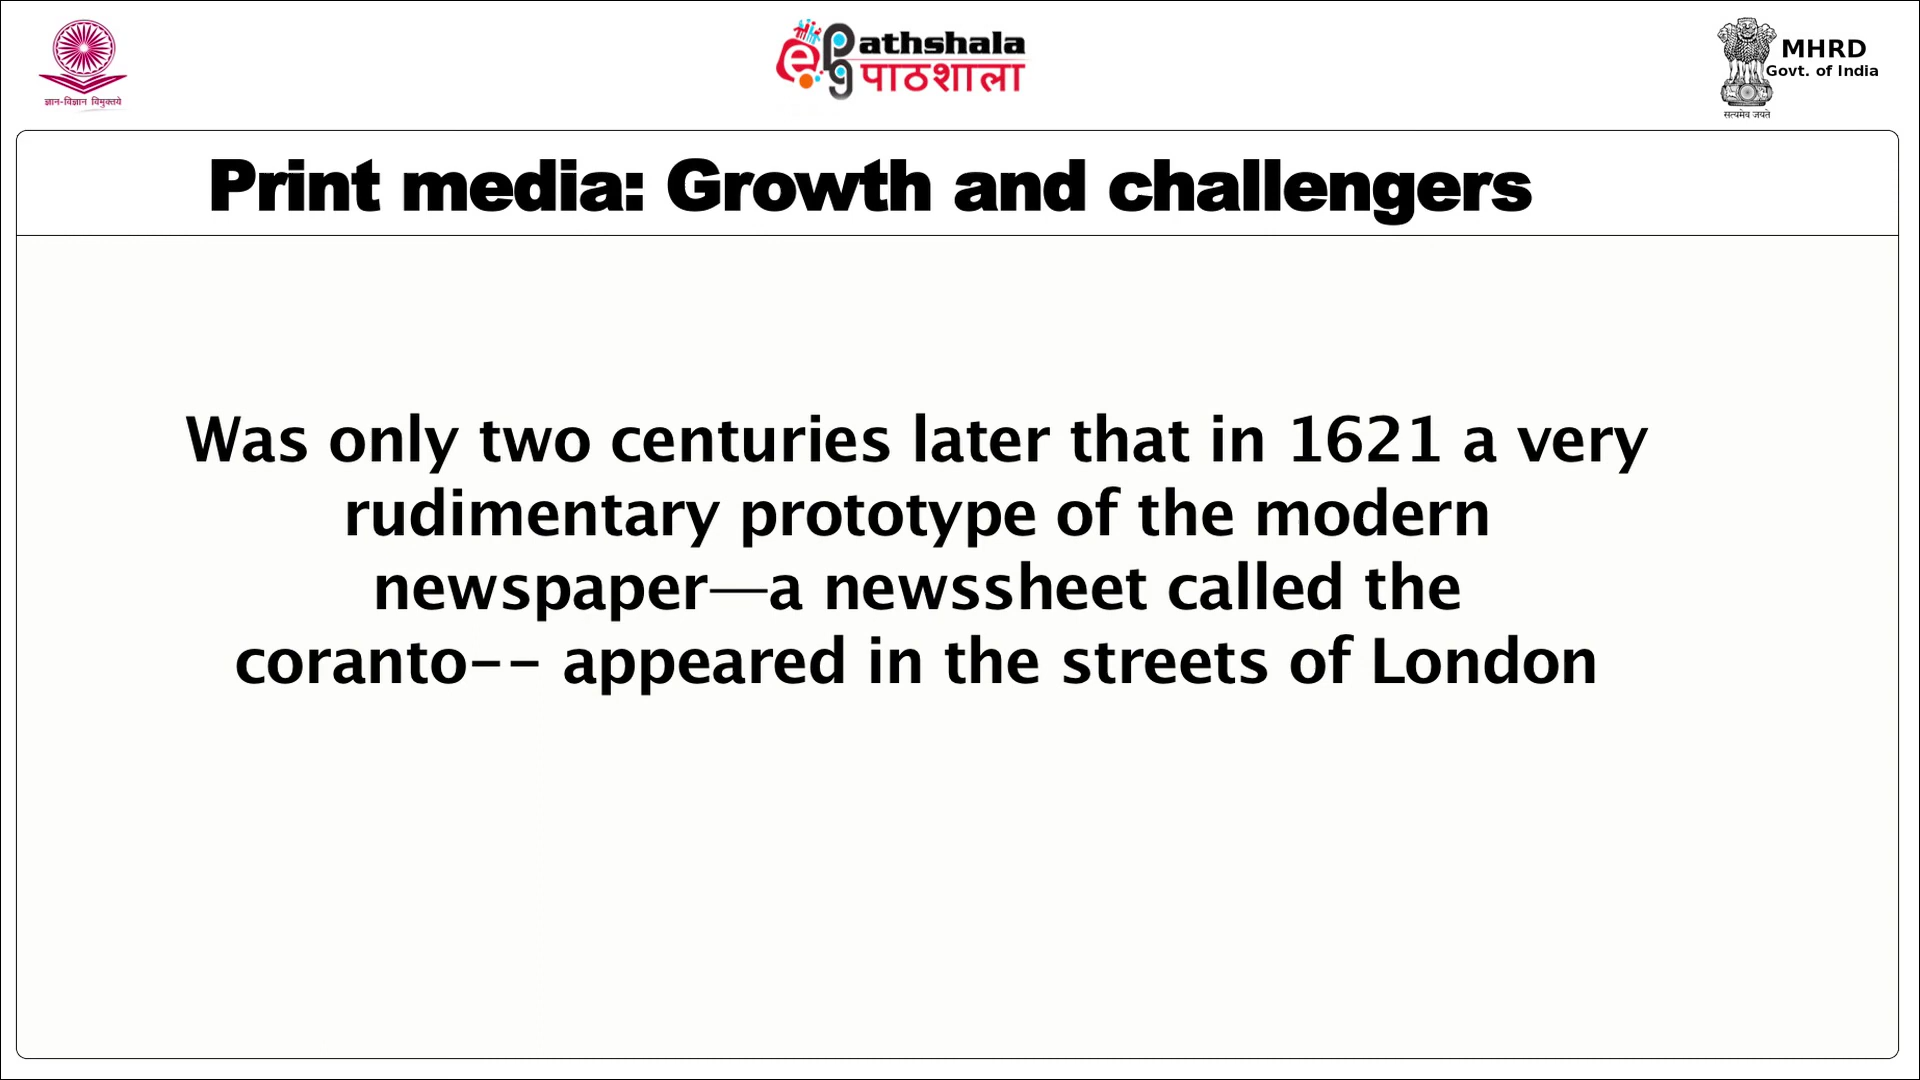 ज्ञान-विज्ञान विमुक्तये
epg athshala
पाठशाला
MHRD
Govt. of India
सत्यमेव जयते
Print media: Growth and challengers
Was only two centuries later that in 1621 a very
rudimentary prototype of the modern
newspaper—a newssheet called the
coranto-- appeared in the streets of London